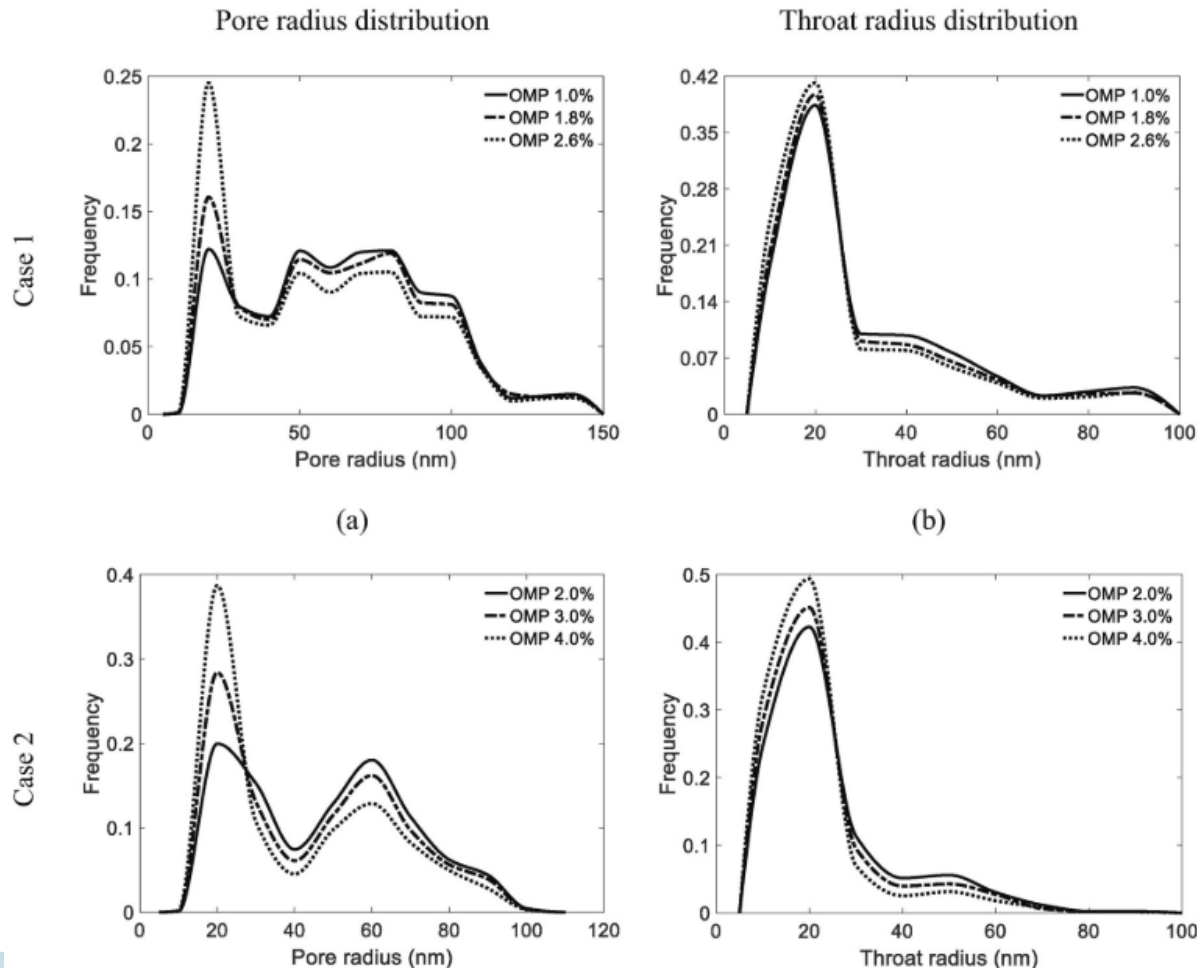 Pore radius distribution
Throat radius distribution
Case 1
0.25
0.2
0.15
0.1
0.05
0
Frequency
OMP 1.0%
OMP 1.8%
OMP 2.6%
0 50 100 150
Pore radius (nm)
(a)
0.42
0.35
0.28
0.21
0.14
0.07
0
Frequency
OMP 1.0%
OMP 1.8%
OMP 2.6%
0 20 40 60 80 100
Throat radius (nm)
(b)
Case 2
0.4
0.3
0.2
0.1
0
Frequency
OMP 2.0%
OMP 3.0%
OMP 4.0%
0 20 40 60 80 100 120
Pore radius (nm)
0.5
0.4
0.3
0.2
0.1
0
Frequency
OMP 2.0%
OMP 3.0%
OMP 4.0%
0 20 40 60 80 100
Throat radius (nm)